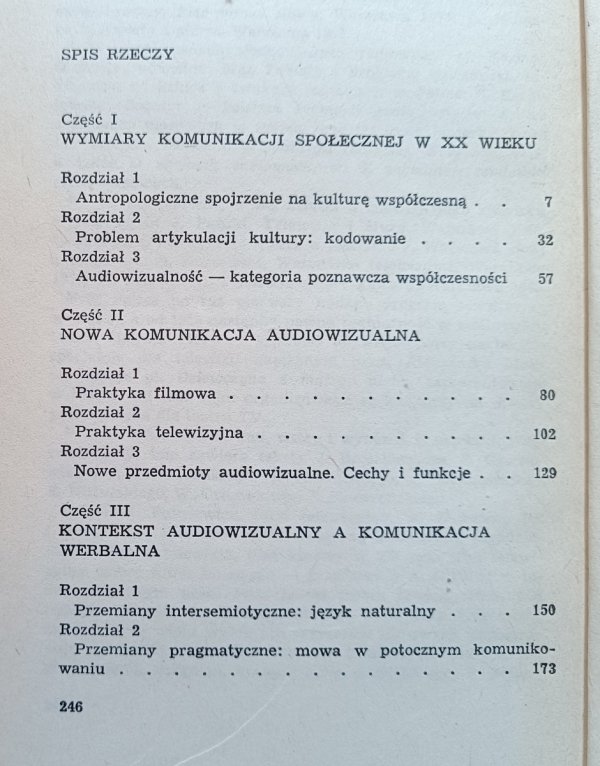 SPIS RZECZY
Część I
WYMIARY KOMUNIKACJI SPOŁECZNEJ W XX WIEKU
Rozdział 1
Antropologiczne spojrzenie na kulturę współczesną . . 7
Rozdział 2
Problem artykulacji kultury: kodowanie . . . . 32
Rozdział 3
Audiowizualność — kategoria poznawcza współczesności 57
Część II
NOWA KOMUNIKACJA AUDIOWIZUALNA
Rozdział 1
Praktyka filmowa . . . . . . . . . . . 80
Rozdział 2
Praktyka telewizyjna . . . . . . . . . . 102
Rozdział 3
Nowe przedmioty audiowizualne. Cechy i funkcje . . 129
Część III
KONTEKST AUDIOWIZUALNY A KOMUNIKACJA
WERBALNA
Rozdział 1
Przemiany intersemiotyczne: język naturalny . . . 150
Rozdział 2
Przemiany pragmatyczne: mowa w potocznym komuniko-
waniu . . . . . . . . . . . . . . . 173
246